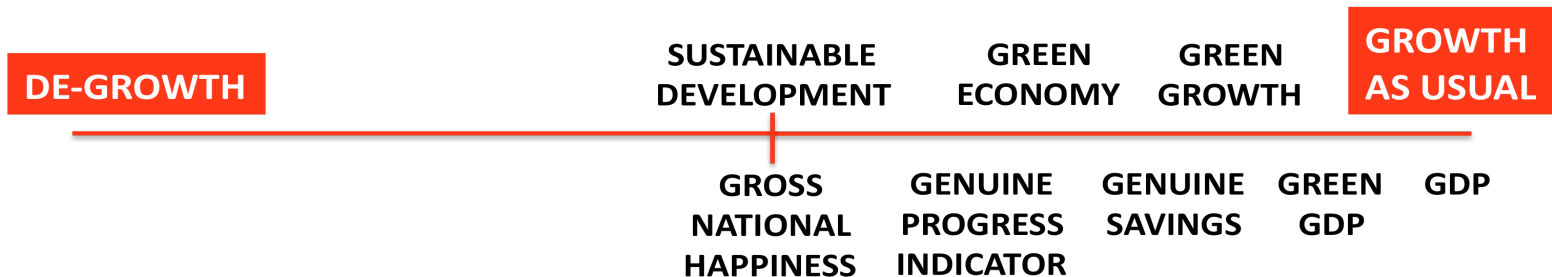 DE-GROWTH
SUSTAINABLE
DEVELOPMENT
GREEN
ECONOMY
GREEN
GROWTH
GROWTH
AS USUAL
GROSS
NATIONAL
HAPPINESS
GENUINE
PROGRESS
INDICATOR
GENUINE
SAVINGS
GREEN
GDP
GDP